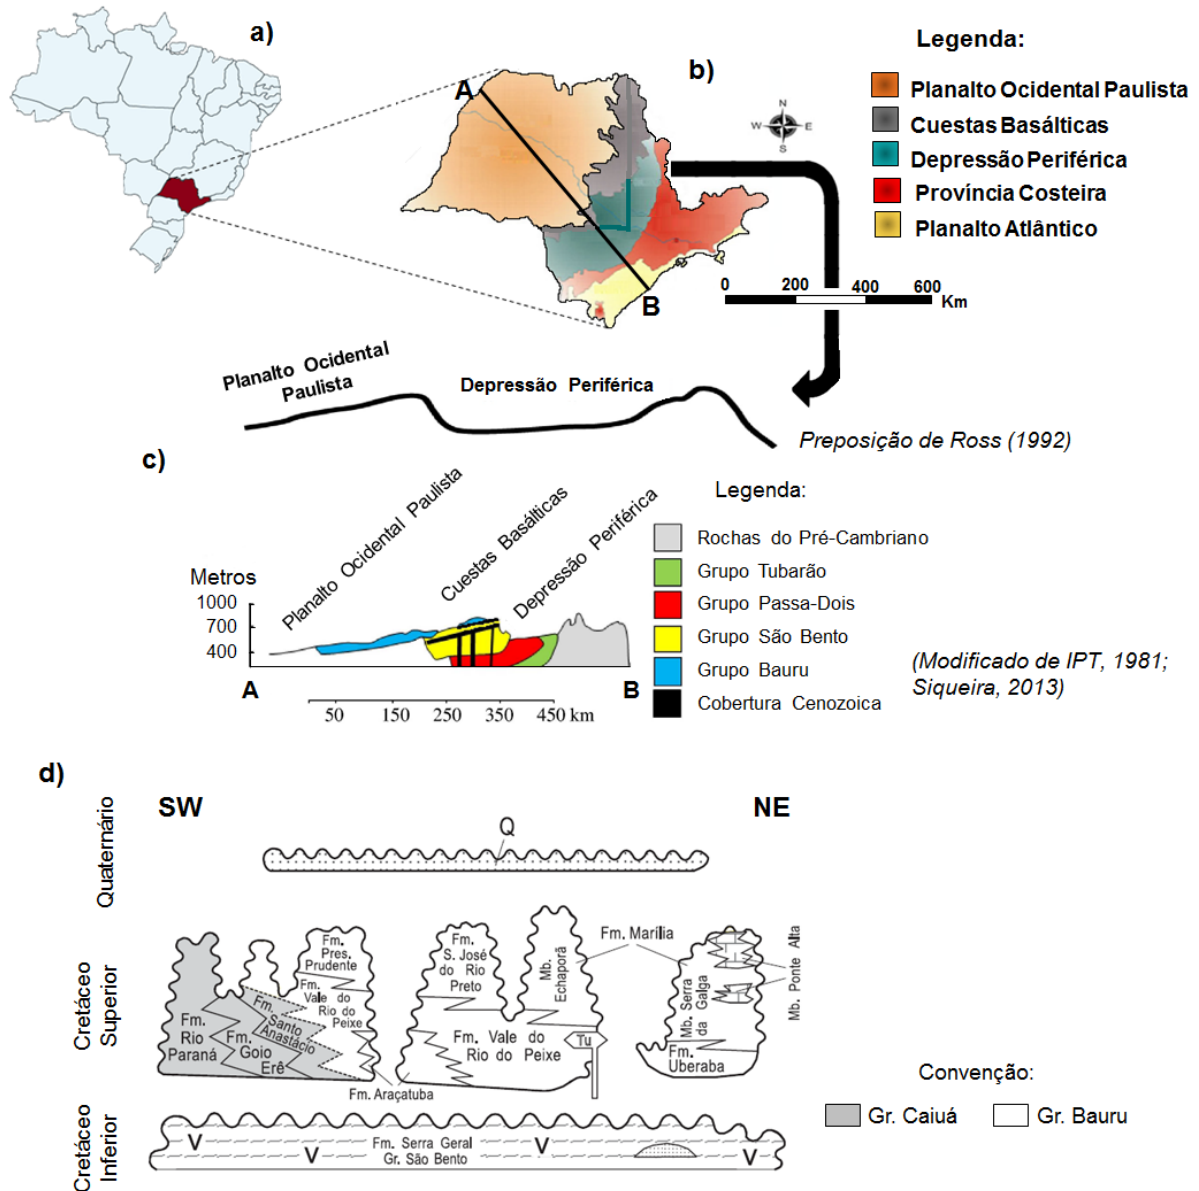 a)
b)
Legenda:
Planalto Ocidental Paulista
Cuestas Basálticas
Depressão Periférica
Província Costeira
Planalto Atlântico
N
W
E
S
A
B
0 200 400 600
Km
Planalto Ocidental
Paulista
Depressão Periférica
Preposição de Ross (1992)
c)
Planalto Ocidental Paulista
Cuestas Basálticas
Depressão Periférica
Metros
1000
700
400
A
B
50 150 250 350 450 km
Legenda:
Rochas do Pré-Cambriano
Grupo Tubarão
Grupo Passa-Dois
Grupo São Bento
Grupo Bauru
Cobertura Cenozoica
(Modificado de IPT, 1981;
Siqueira, 2013)
d)
SW
NE
Quaternário
Q
Cretáceo
Superior
Fm.
Rio
Paraná
Fm.
Goio
Erê
Fm.
Santo
Anastácio
Fm.
Pres.
Prudente
Fm.
Vale do
Rio do
Peixe
Fm. Araçatuba
Fm.
S. José
do Rio
Preto
Fm. Vale do
Rio do Peixe
Mb.
Echaporã
Tu
Fm. Marília
Mb. Serra
da Galga
Fm.
Uberaba
Mb. Ponte Alta
Cretáceo
Inferior
V
V
Fm. Serra Geral
Gr. São Bento
V
V
Convenção:
Gr. Caiuá
Gr. Bauru